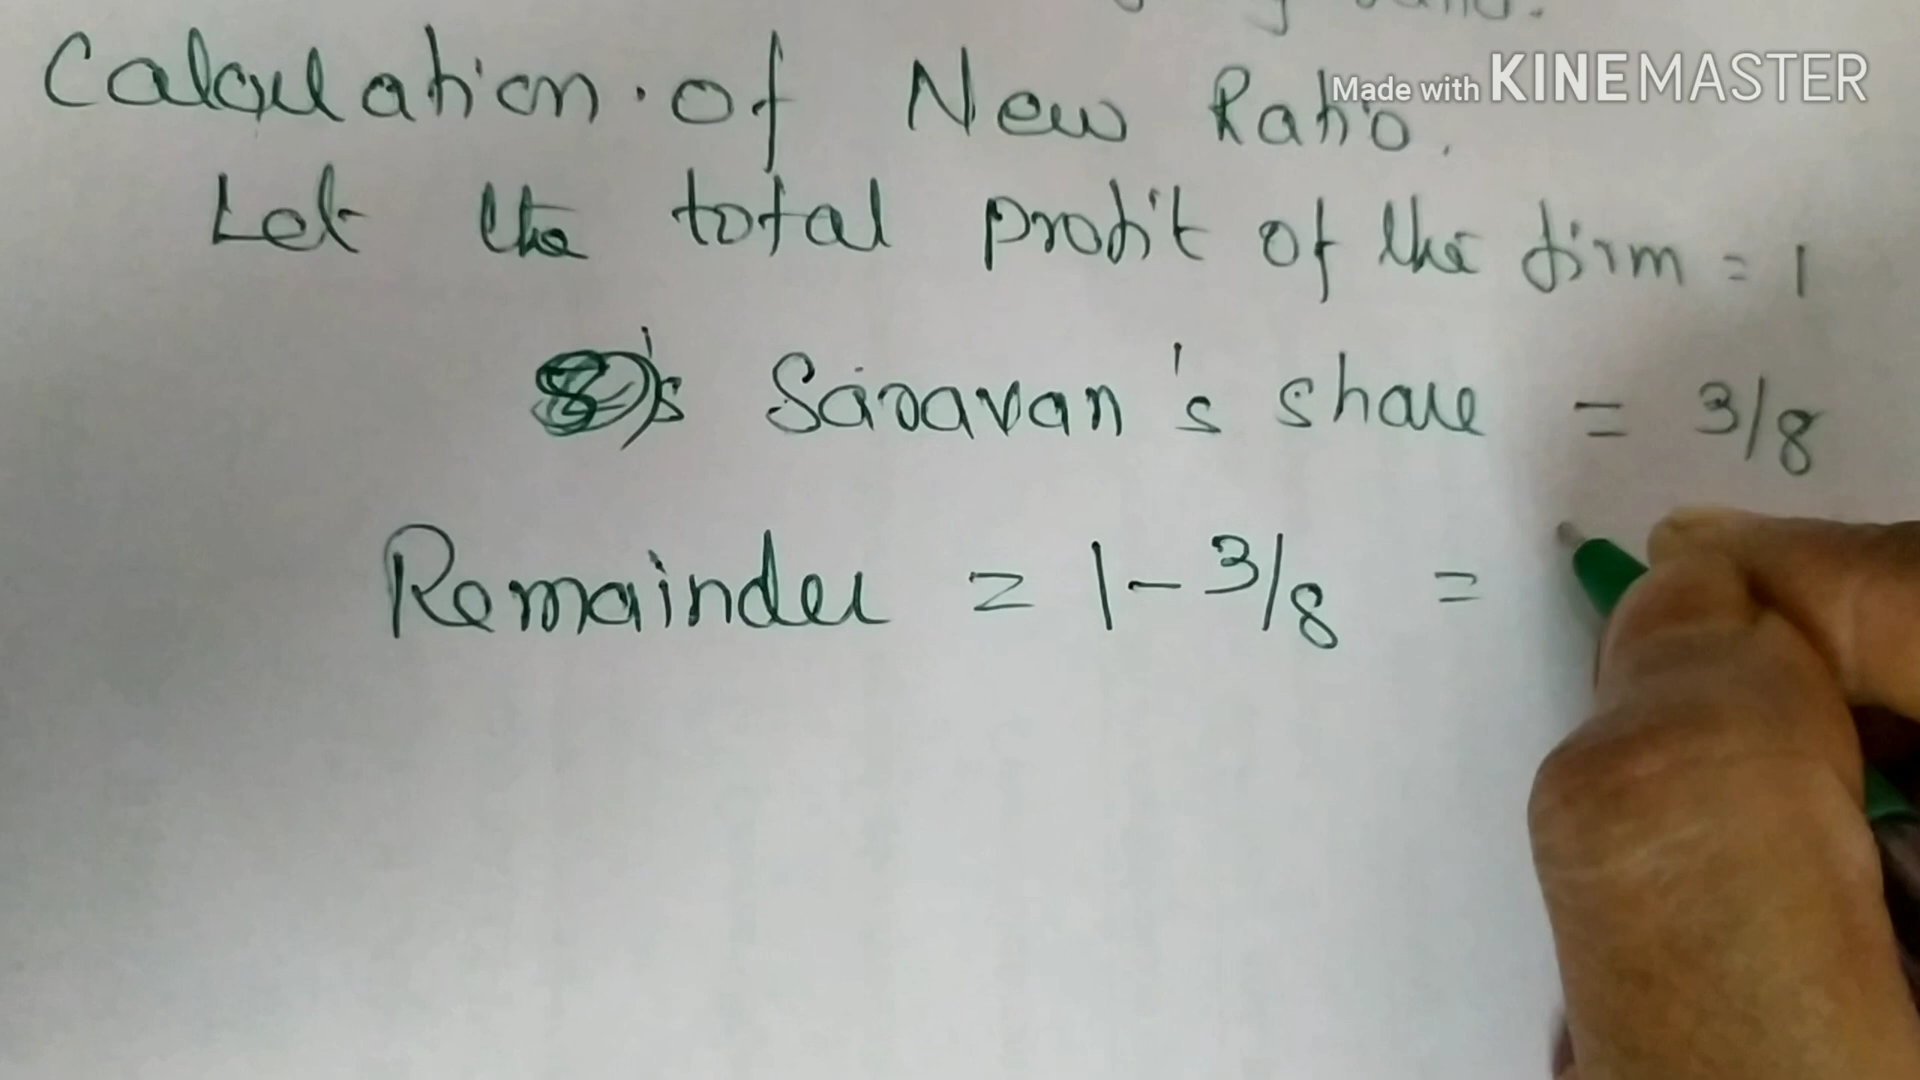 Calculation of New Ratio.
Made with KINEMASTER
Let the total profit of the firm = 1
's Saravan's share = 3/8
Remainder = 1 - 3/8 =